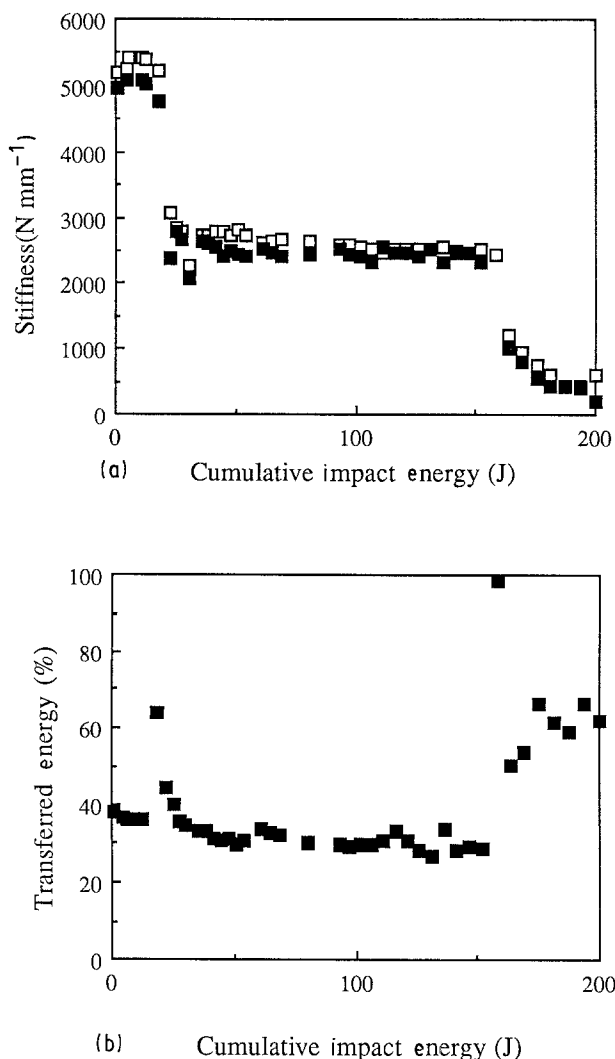 6000
5000
4000
3000
2000
1000
0
Stiffness(N mm⁻¹)
0 100 200
(a) Cumulative impact energy (J)
100
80
60
40
20
0
Transferred energy (%)
0 100 200
(b) Cumulative impact energy (J)